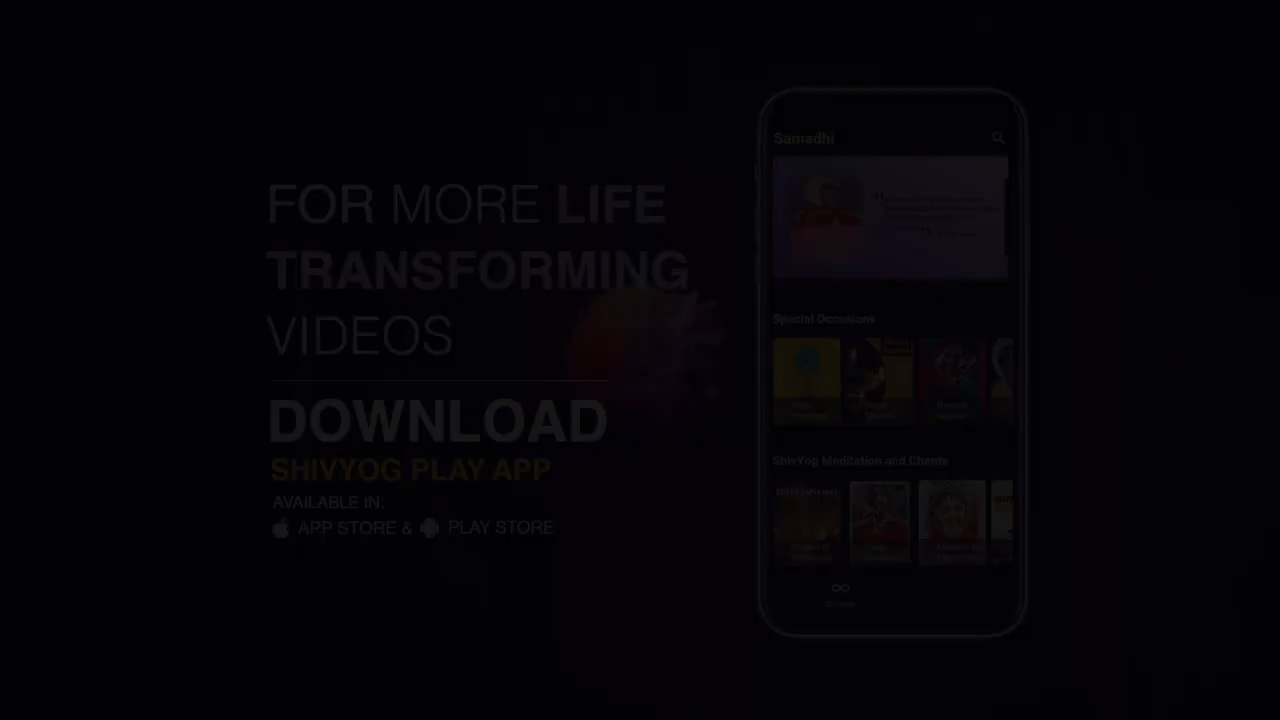 FOR MORE LIFE
TRANSFORMING
VIDEOS
DOWNLOAD
SHIVYOG PLAY APP
AVAILABLE IN:
APP STORE & PLAY STORE
Samadhi
Special Occasions
ShivYog Meditation and Chants